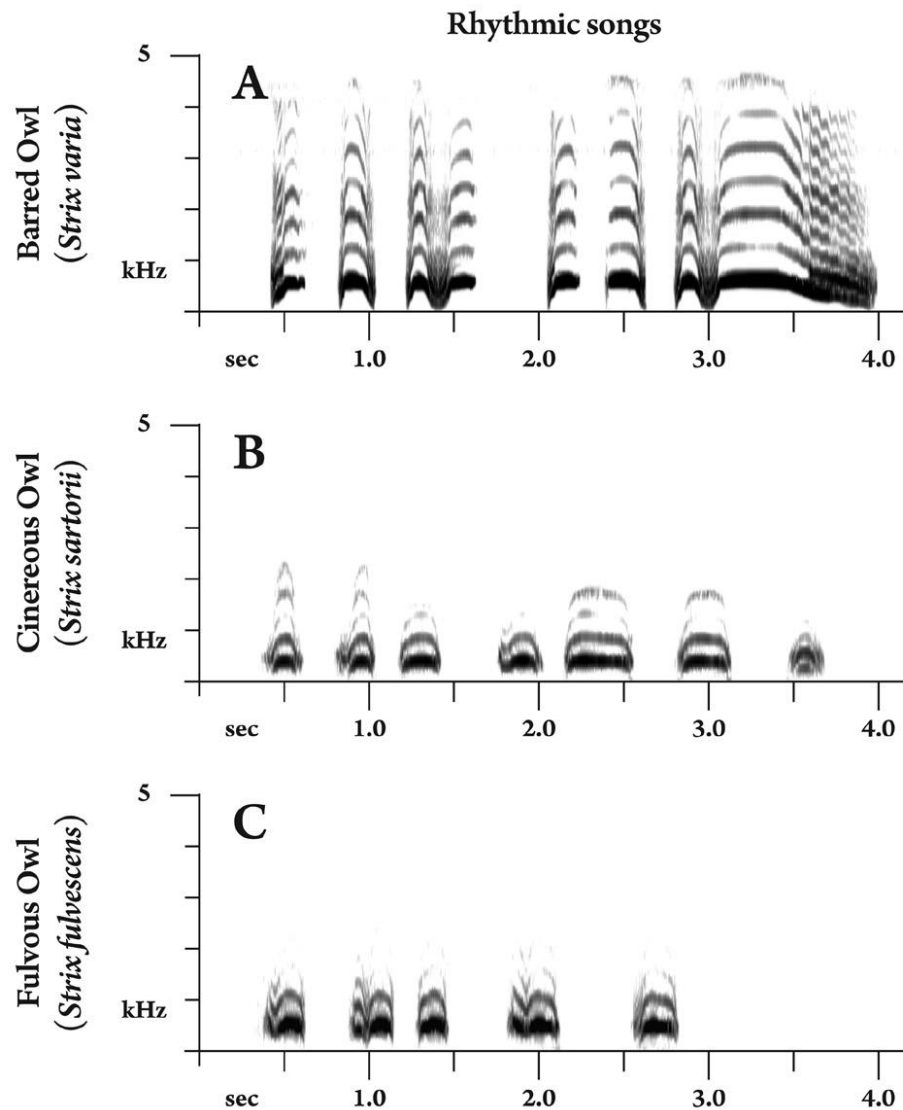 Rhythmic songs
Barred Owl
(Strix varia)
5
A
kHz
sec 1.0 2.0 3.0 4.0
Cinereous Owl
(Strix sartorii)
5
B
kHz
sec 1.0 2.0 3.0 4.0
Fulvous Owl
(Strix fulvescens)
5
C
kHz
sec 1.0 2.0 3.0 4.0